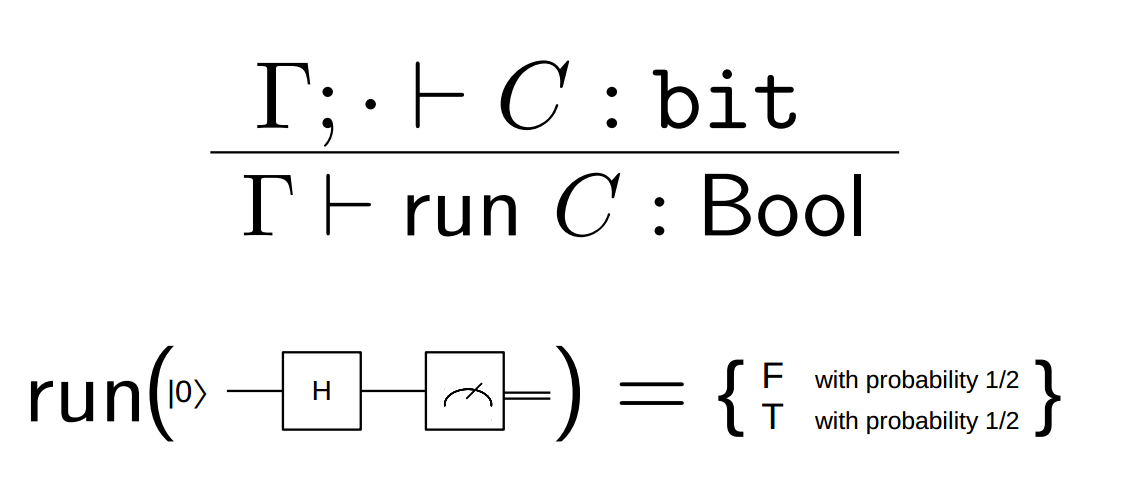 Γ; · ⊢ C : bit
Γ ⊢ run C : Bool
run( |0⟩ H ) = { F with probability 1/2
T with probability 1/2 }